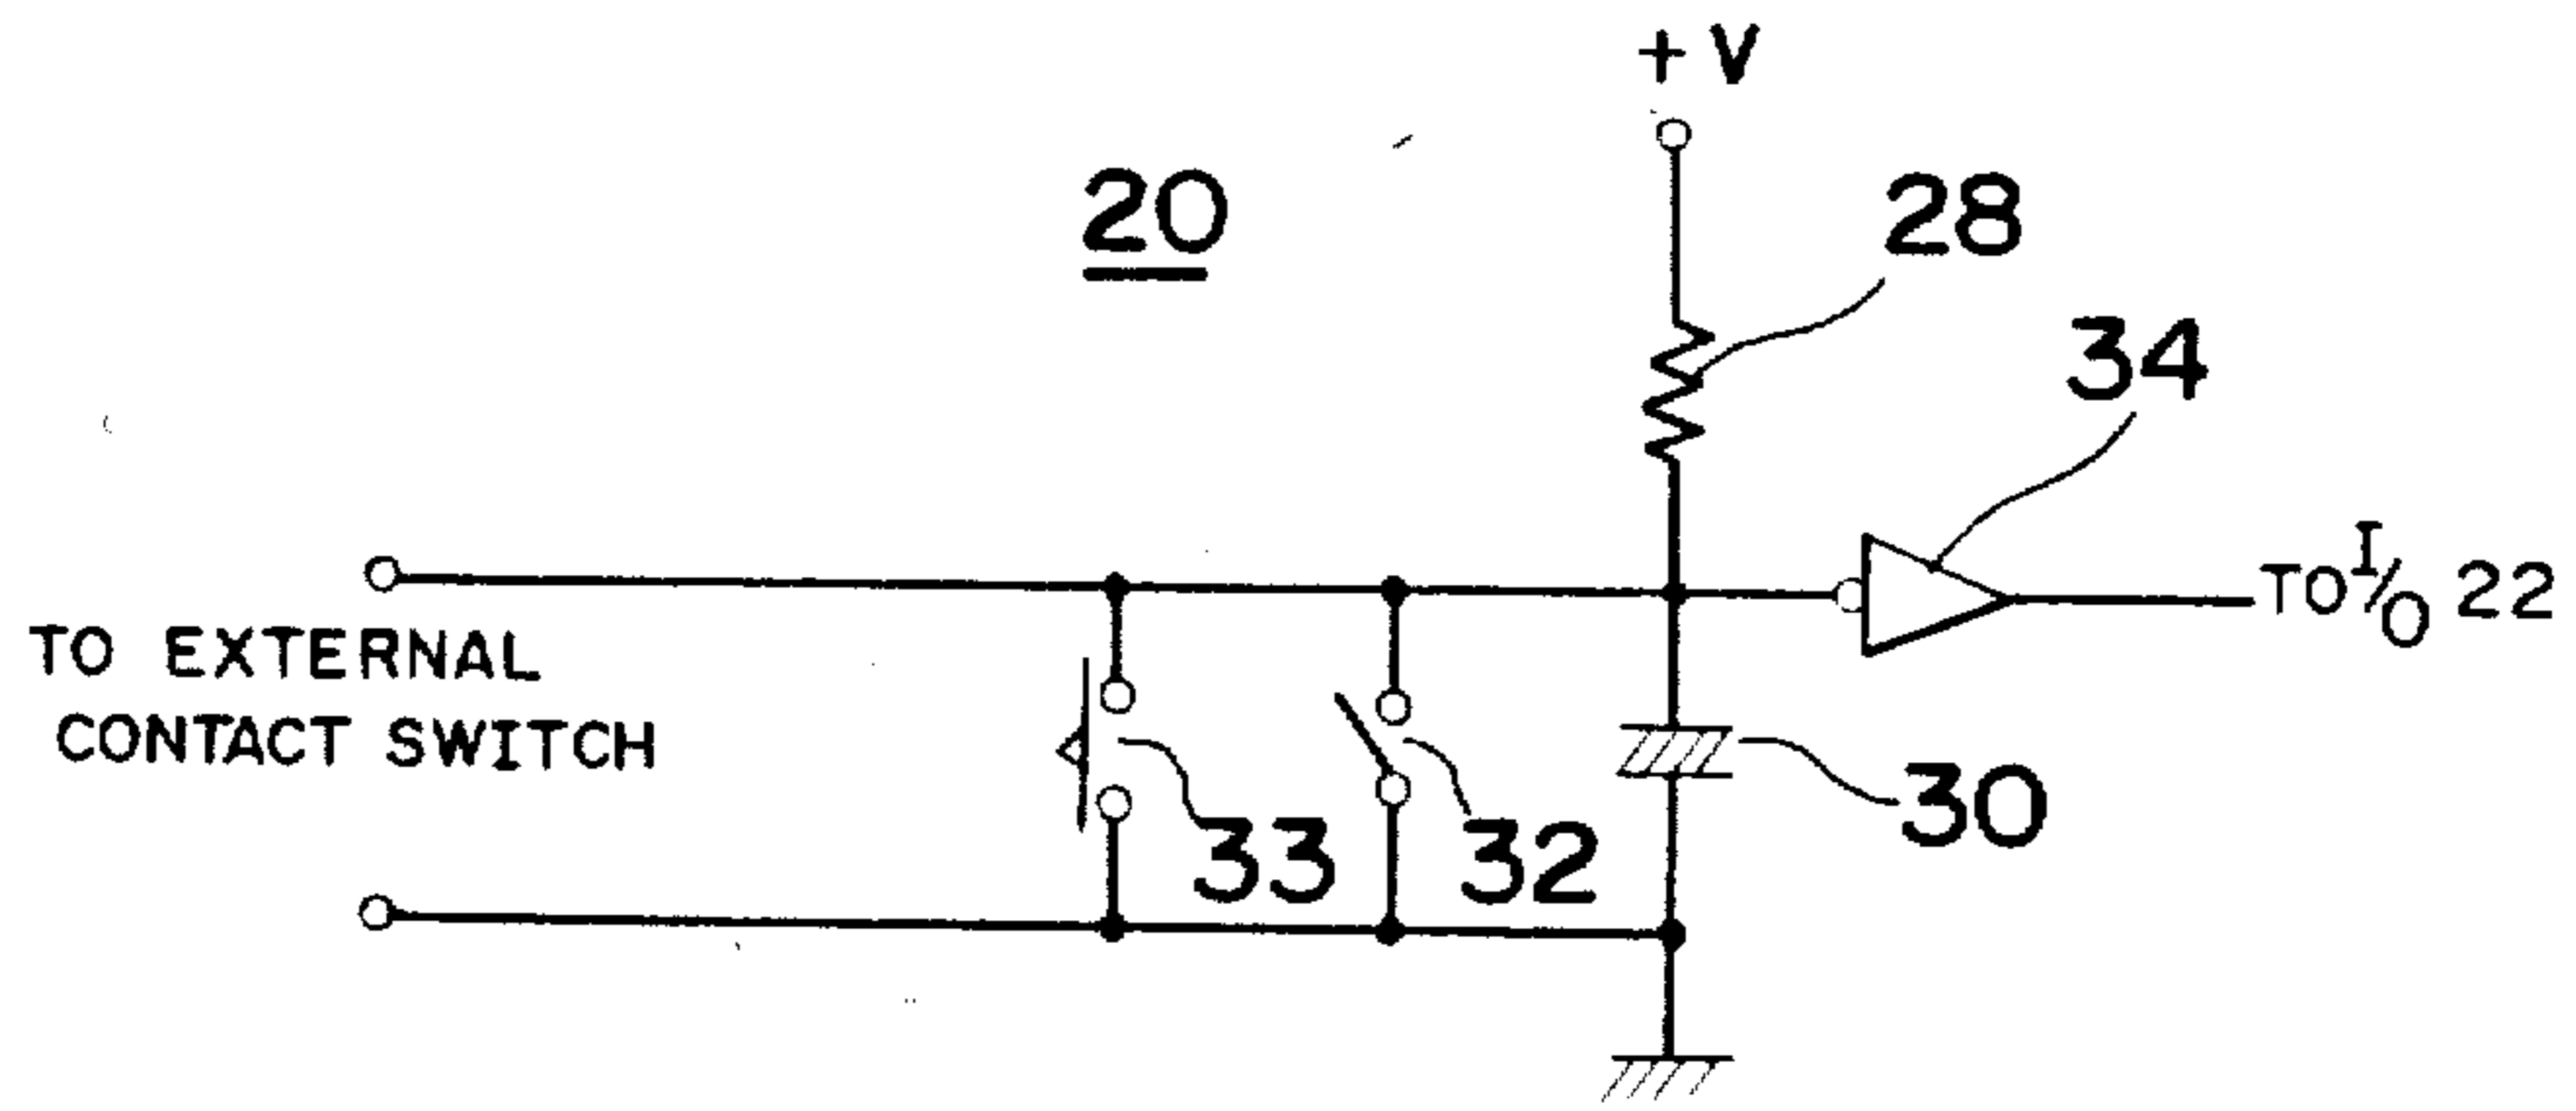 + V
20
28
34
TO I/O 22
TO EXTERNAL
CONTACT SWITCH
33
32
30